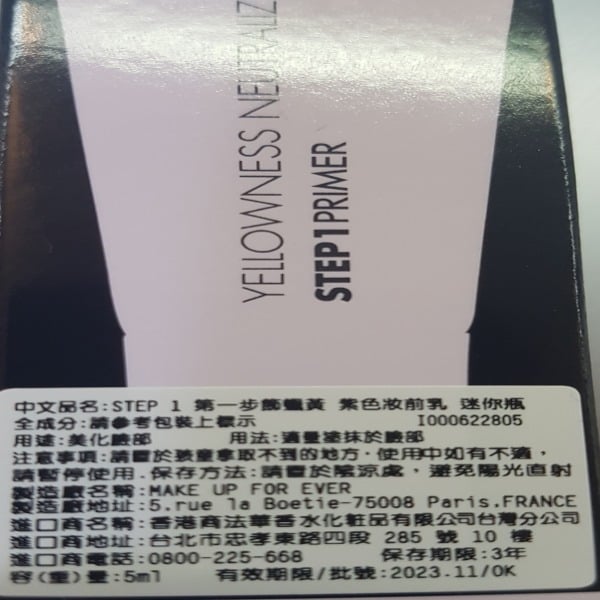 YELLOWNESS NEUTRALIZ
STEP 1 PRIMER
中文品名:STEP 1 第一步飾蠟黃 紫色妝前乳 迷你瓶
全成分:請參考包裝上標示 I000622805
用途:美化臉部 用法:適量塗抹於臉部
注意事項:請置於孩童拿取不到的地方.使用中如有不適,
請暫停使用.保存方法:請置於陰涼處,避免陽光直射
製造廠名稱:MAKE UP FOR EVER
製造廠地址:5.rue la Boetie-75008 Paris.FRANCE
進口商名稱:香港商法華香水化粧品有限公司台灣分公司
進口商地址:台北市忠孝東路四段 285 號 10 樓
進口商電話:0800-225-668 保存期限:3年
容(重)量:5ml 有效期限/批號:2023.11/0K